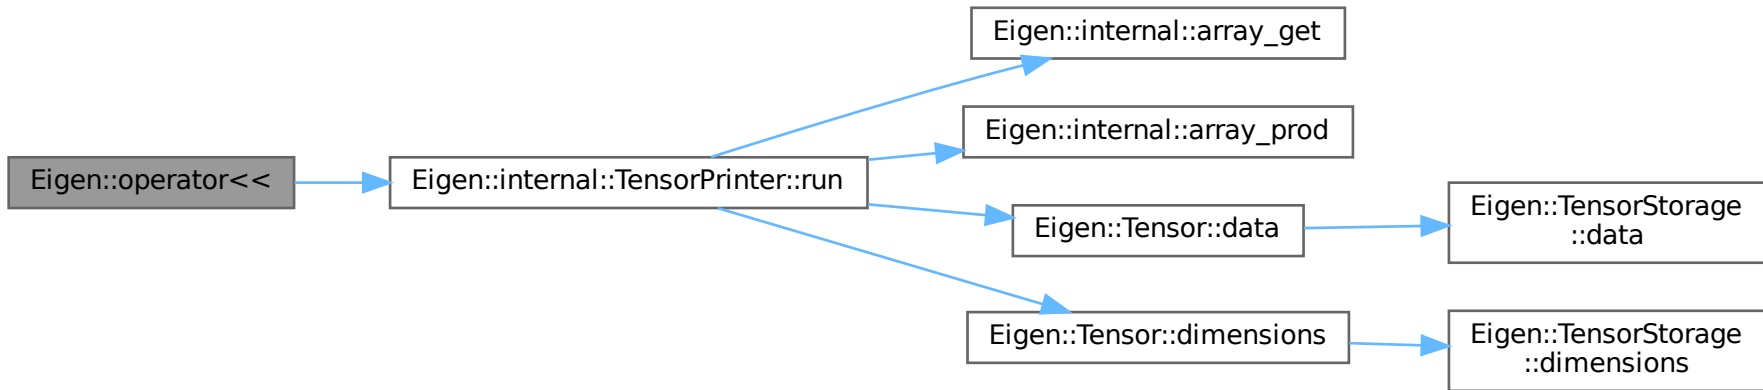 Eigen::operator<<
Eigen::internal::TensorPrinter::run
Eigen::internal::array_get
Eigen::internal::array_prod
Eigen::Tensor::data
Eigen::TensorStorage
::data
Eigen::Tensor::dimensions
Eigen::TensorStorage
::dimensions